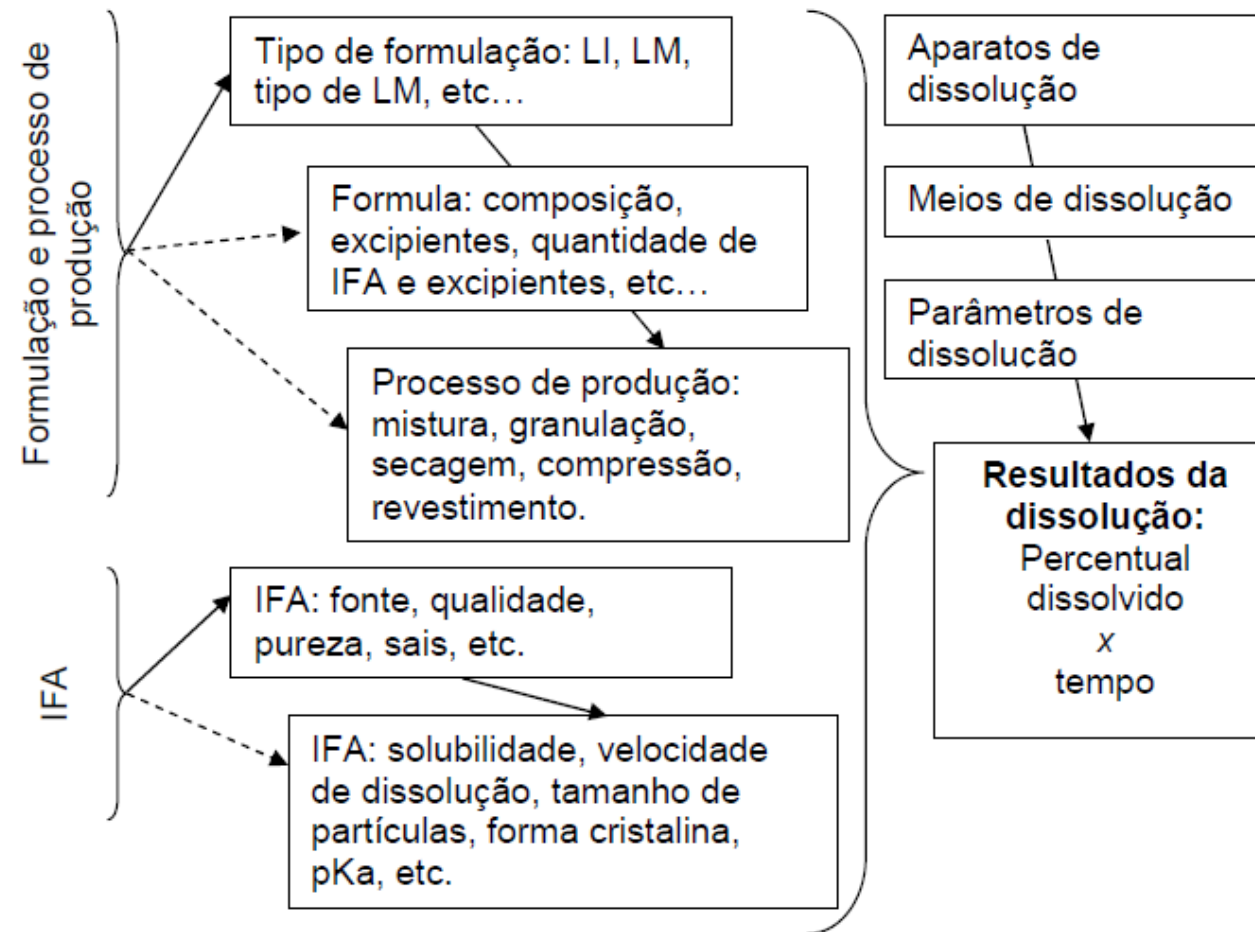 Formulação e processo de
produção
Tipo de formulação: LI, LM,
tipo de LM, etc…
Formula: composição,
excipientes, quantidade de
IFA e excipientes, etc…
Processo de produção:
mistura, granulação,
secagem, compressão,
revestimento.
IFA
IFA: fonte, qualidade,
pureza, sais, etc.
IFA: solubilidade, velocidade
de dissolução, tamanho de
partículas, forma cristalina,
pKa, etc.
Aparatos de
dissolução
Meios de dissolução
Parâmetros de
dissolução
Resultados da
dissolução:
Percentual
dissolvido
x
tempo